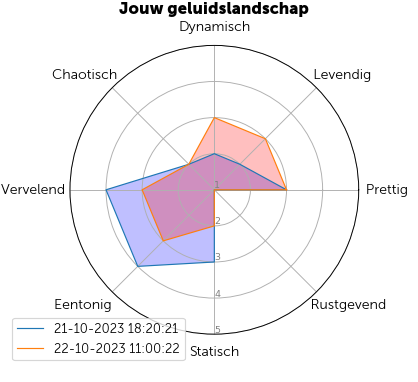 Jouw geluidslandschap
Dynamisch
Chaotisch
Levendig
Vervelend
Prettig
1
2
3
4
5
Eentonig
Rustgevend
Statisch
21-10-2023 18:20:21
22-10-2023 11:00:22